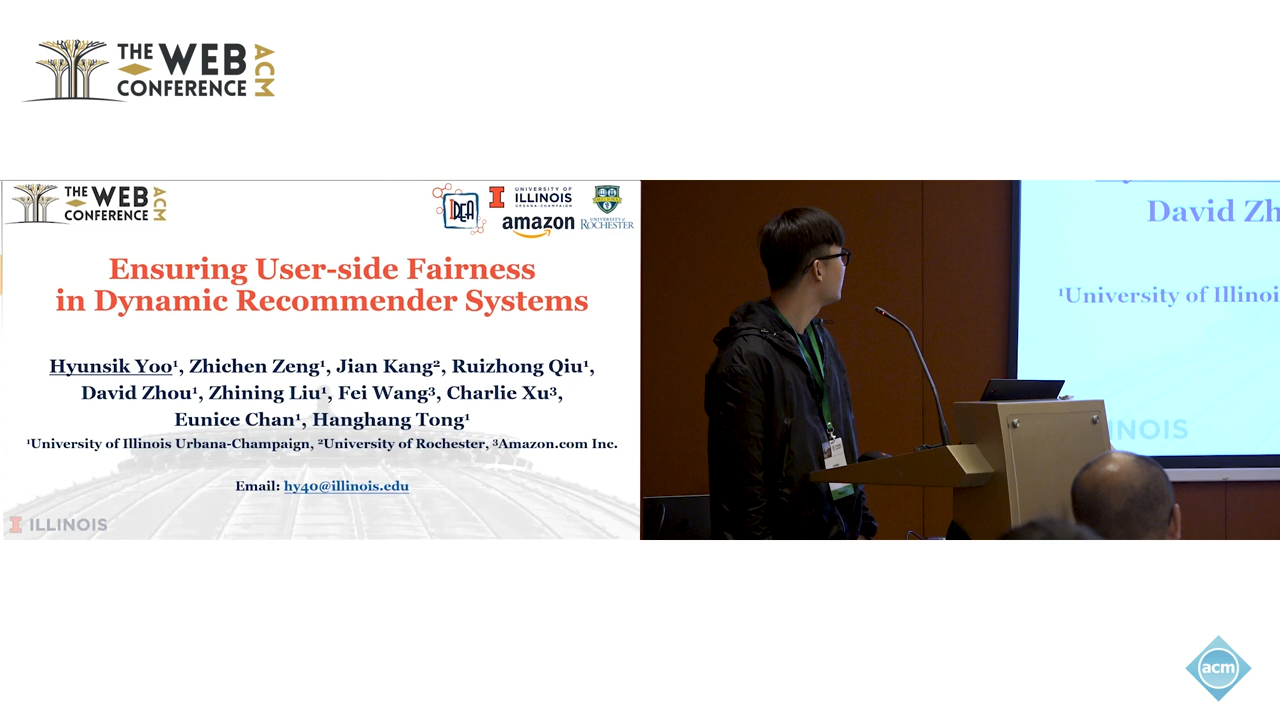 THE WEB CONFERENCE ACM
THE WEB CONFERENCE ACM
IDEA
I UNIVERSITY OF ILLINOIS URBANA-CHAMPAIGN
amazon
UNIVERSITY of ROCHESTER
Ensuring User-side Fairness
in Dynamic Recommender Systems
Hyunsik Yoo¹, Zhichen Zeng¹, Jian Kang², Ruizhong Qiu¹,
David Zhou¹, Zhining Liu¹, Fei Wang³, Charlie Xu³,
Eunice Chan¹, Hanghang Tong¹
¹University of Illinois Urbana-Champaign, ²University of Rochester, ³Amazon.com Inc.
Email: hy40@illinois.edu
I ILLINOIS
David Zh
¹University of Illinoi
INOIS
acm